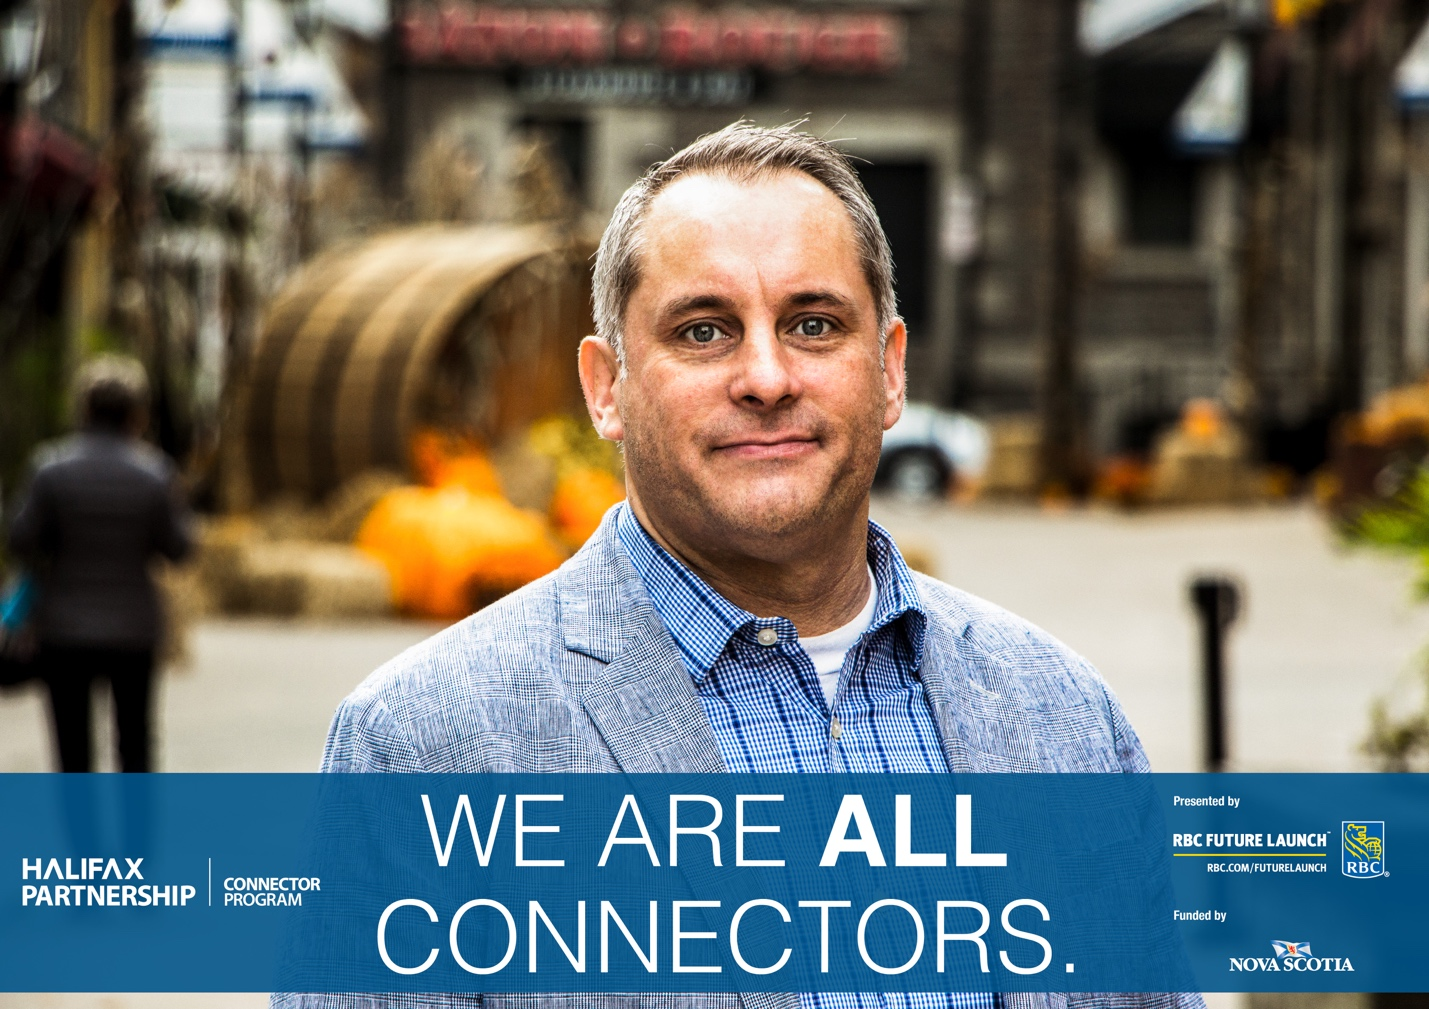 WE ARE ALL
CONNECTORS.
HALIFAX
PARTNERSHIP
CONNECTOR
PROGRAM
Presented by
RBC FUTURE LAUNCH™
RBC.COM/FUTURELAUNCH
RBC®
Funded by
NOVA SCOTIA